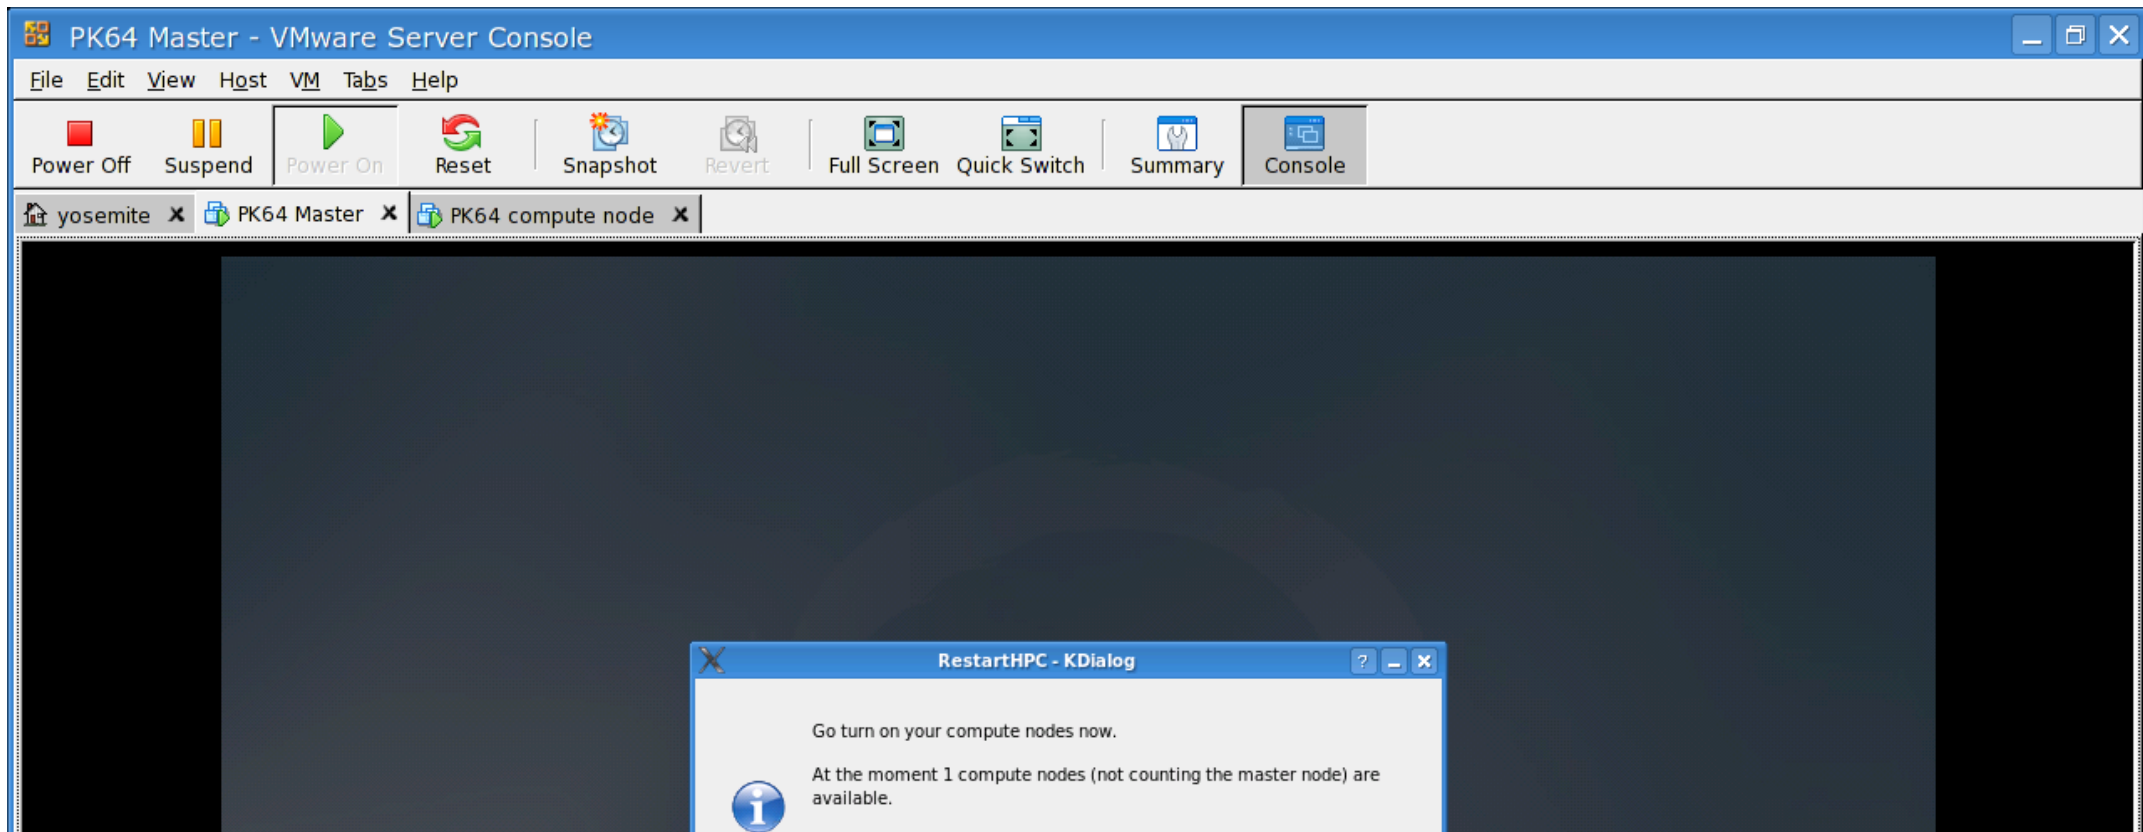 PK64 Master - VMware Server Console
File Edit View Host VM Tabs Help
Power Off Suspend Power On Reset Snapshot Revert Full Screen Quick Switch Summary Console
yosemite PK64 Master PK64 compute node
RestartHPC - KDialog
Go turn on your compute nodes now.
At the moment 1 compute nodes (not counting the master node) are
available.